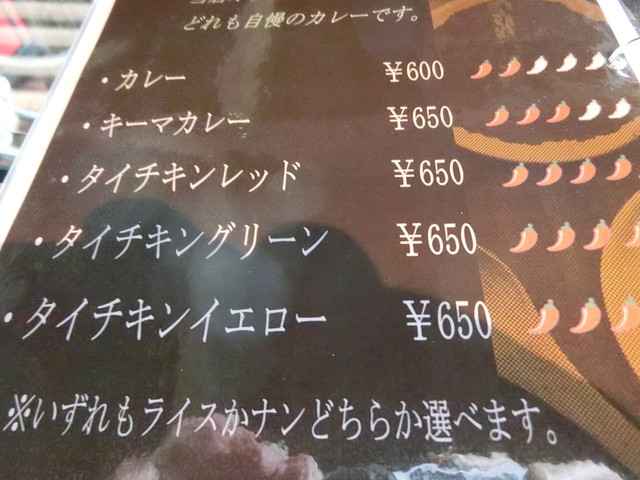 どれも自慢のカレーです。
・カレー ￥600
・キーマカレー ￥650
・タイチキンレッド ￥650
・タイチキングリーン ￥650
・タイチキンイエロー ￥650
※いずれもライスかナンどちらか選べます。